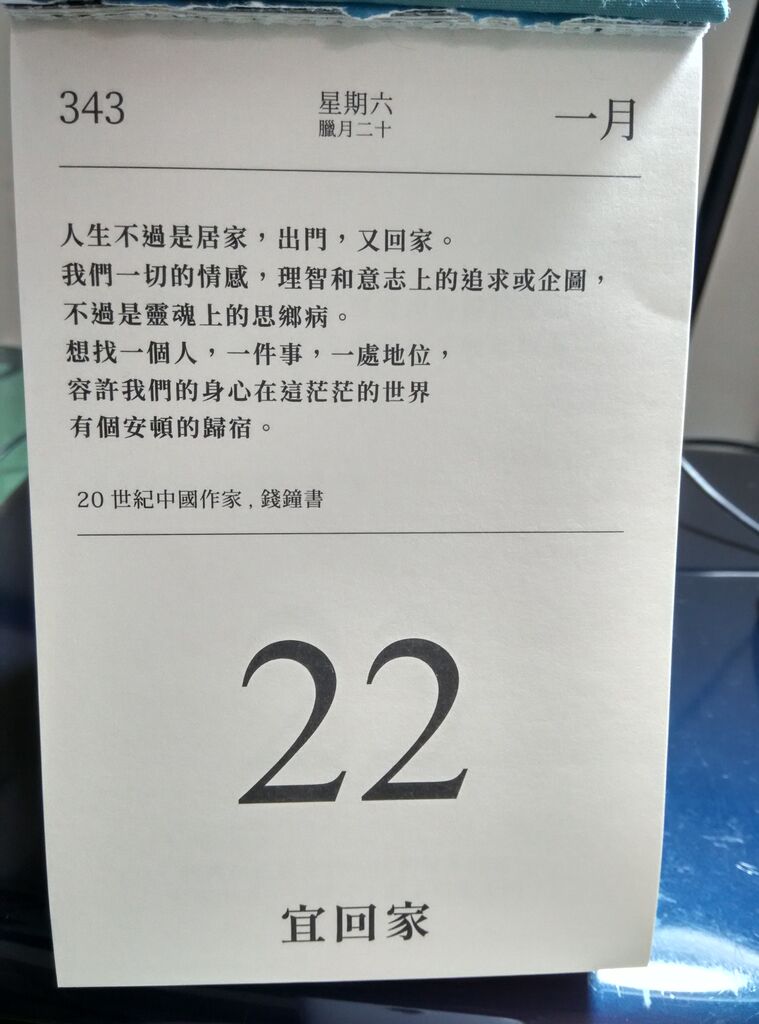 343
星期六
臘月二十
一月
人生不過是居家，出門，又回家。
我們一切的情感，理智和意志上的追求或企圖，
不過是靈魂上的思鄉病。
想找一個人，一件事，一處地位，
容許我們的身心在這茫茫的世界
有個安頓的歸宿。
20 世紀中國作家 , 錢鐘書
22
宜回家